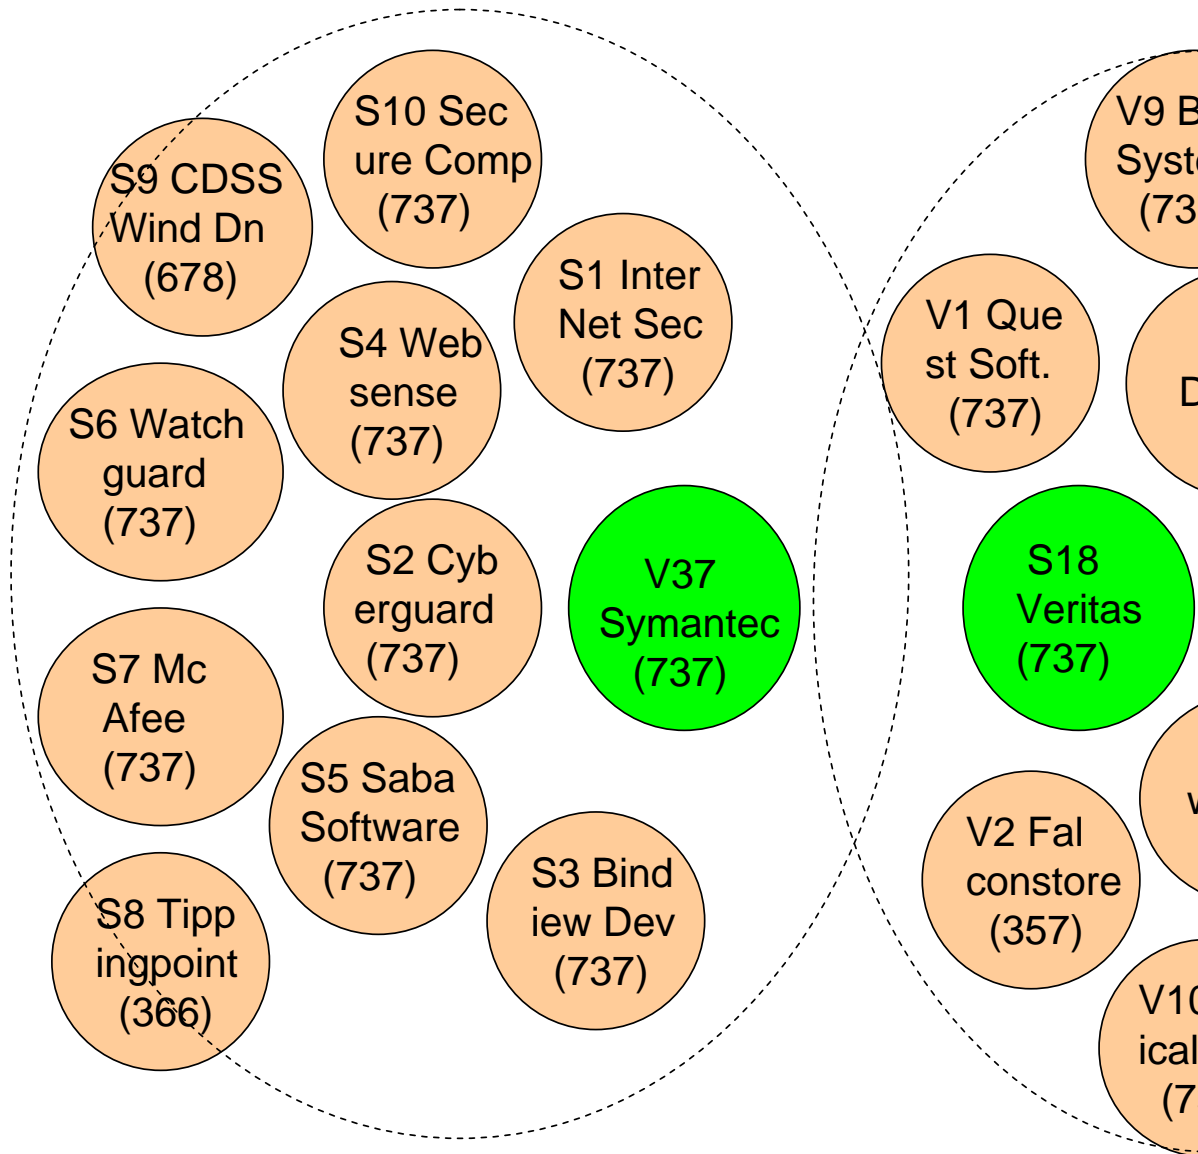 S10 Sec
ure Comp
(737)
S9 CDSS
Wind Dn
(678)
S1 Inter
Net Sec
(737)
S4 Web
sense
(737)
S6 Watch
guard
(737)
S2 Cyb
erguard
(737)
V37
Symantec
(737)
S7 Mc
Afee
(737)
S5 Saba
Software
(737)
S3 Bind
iew Dev
(737)
S8 Tipp
ingpoint
(366)
V9
V1 Que
st Soft.
(737)
S18
Veritas
(737)
V2 Fal
constore
(357)
V10
ical